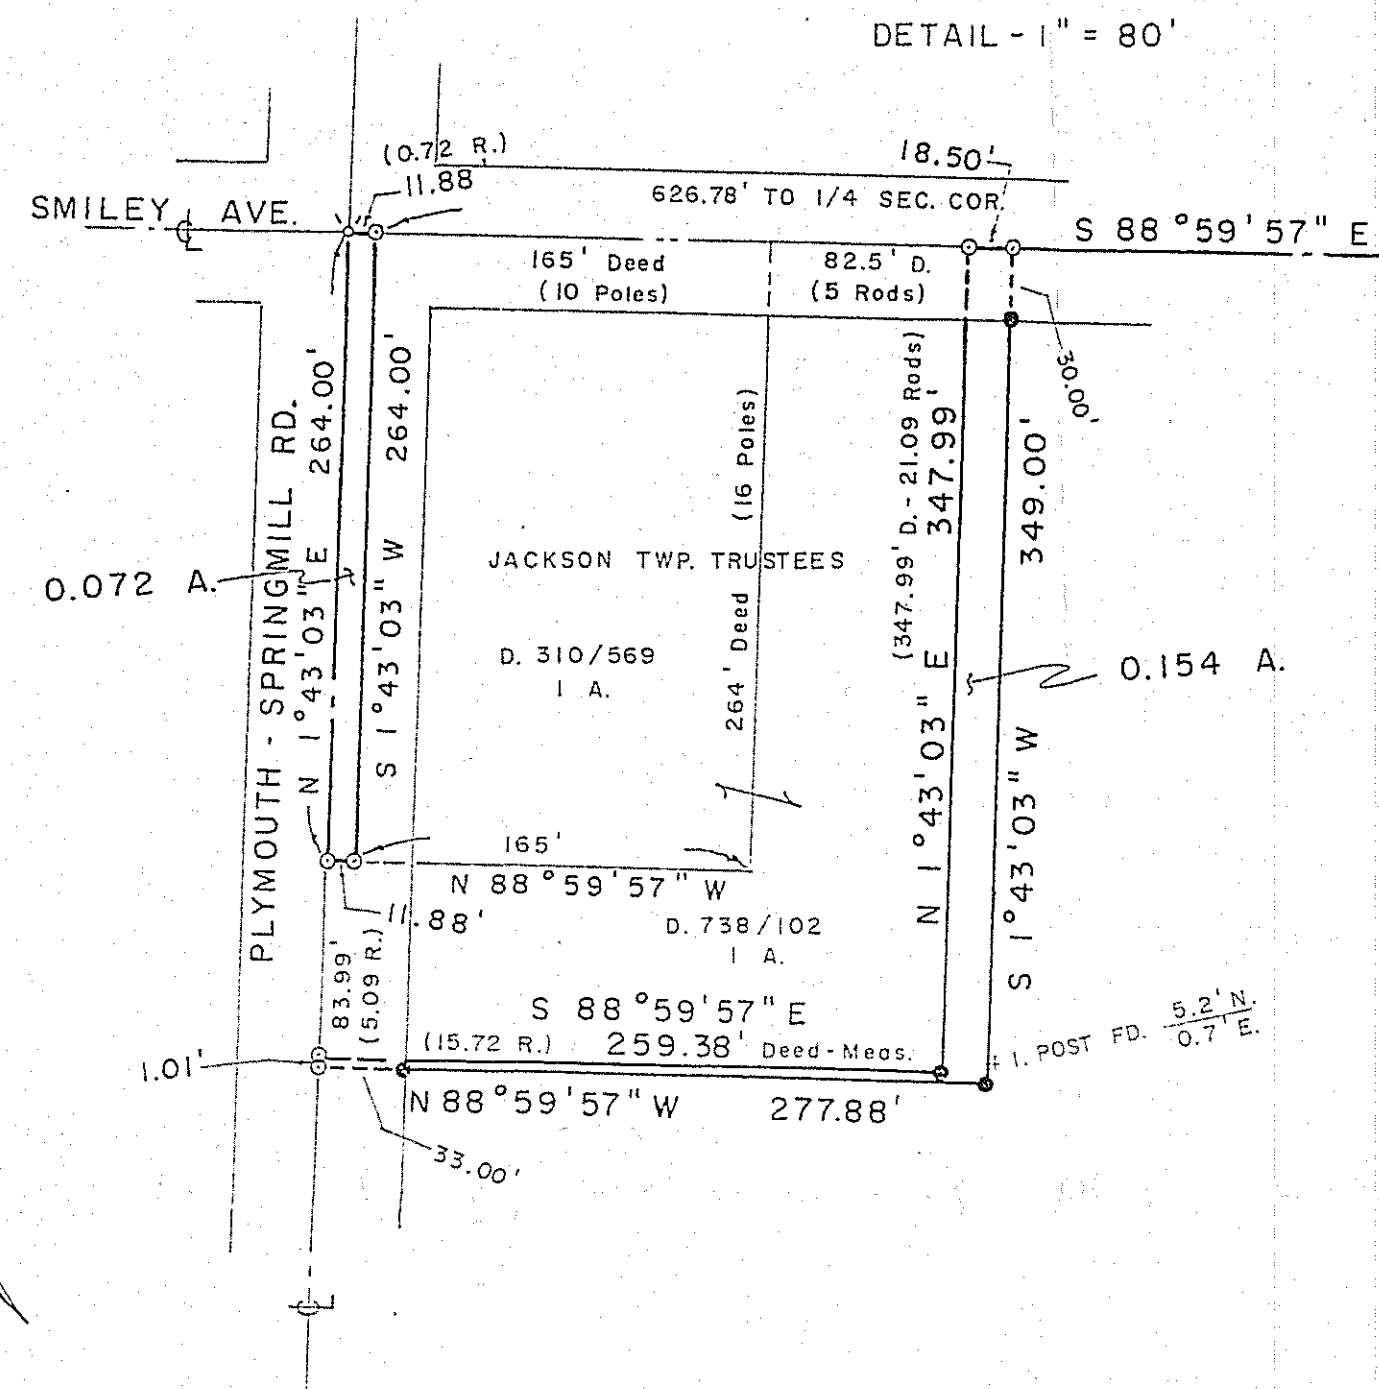 DETAIL - 1" = 80'
(0.72 R.)
18.50'
11.88
626.78' TO 1/4 SEC. COR.
SMILEY AVE.
S 88°59'57" E
165' Deed
(10 Poles)
82.5' D.
(5 Rods)
30.00'
PLYMOUTH - SPRINGMILL RD.
N 1°43'03" E 264.00'
S 1°43'03" W 264.00'
264' Deed (16 Poles)
(347.99' D. - 21.09 Rods)
N 1°43'03" E 347.99'
S 1°43'03" W 349.00'
JACKSON TWP. TRUSTEES
0.072 A.
D. 310/569
1 A.
0.154 A.
165'
N 88°59'57" W
11.88'
D. 738/102
1 A.
83.99'
(5.09 R.)
S 88°59'57" E
(15.72 R.) 259.38' Deed-Meas.
1. POST FD. 5.2' N.
0.7' E.
1.01'
N 88°59'57" W 277.88'
33.00'